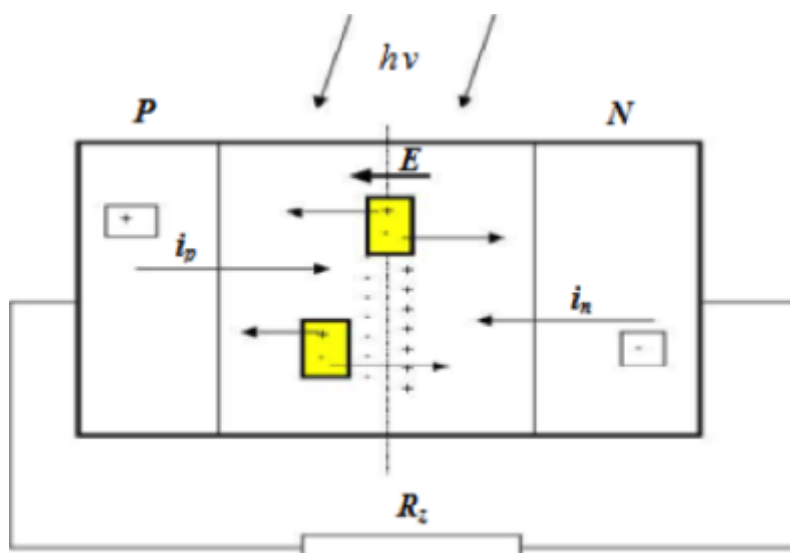 hν
P N
E
+
+
-
i_p
- +
- +
- +
- +
- +
- +
+
i_n
+
-
-
R_z